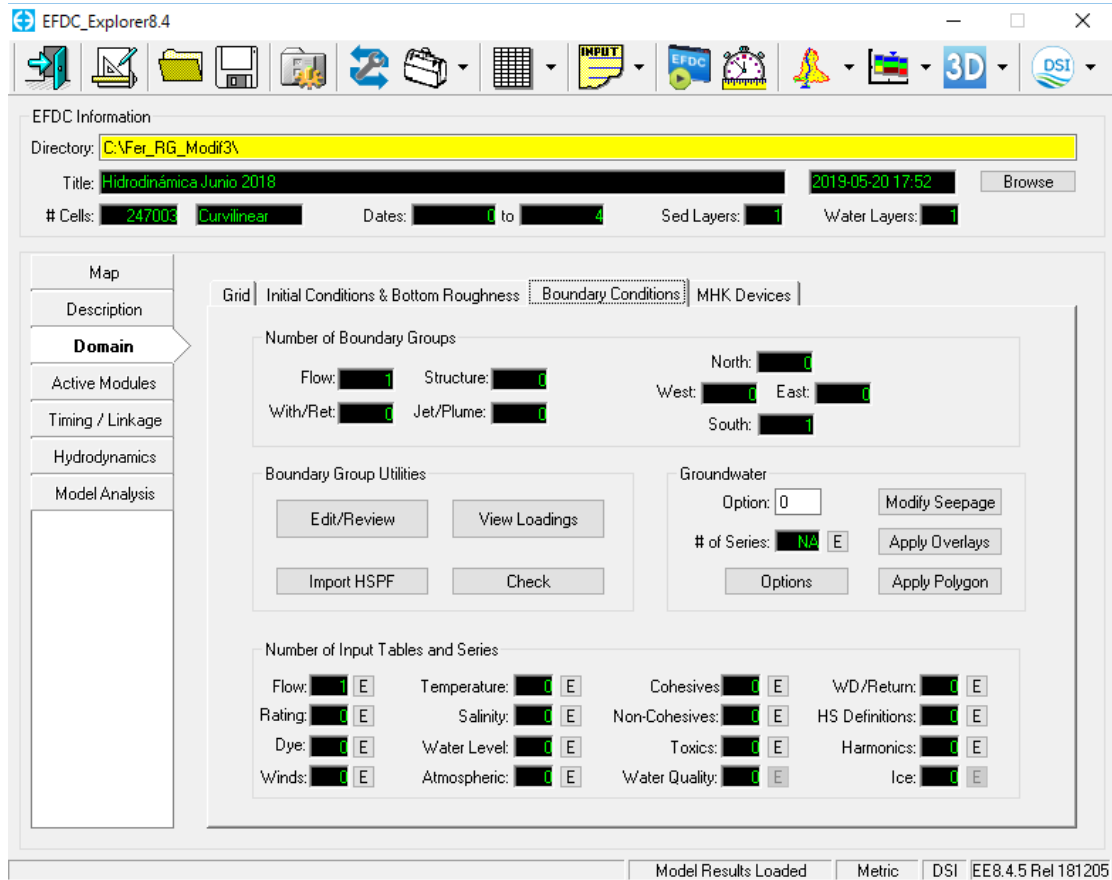 EFDC_Explorer8.4
INPUT EFDC 3D DSI
EFDC Information
Directory: C:\Fer_RG_Modif3\
Title: Hidrodinámica Junio 2018 2019-05-20 17:52 Browse
# Cells: 247003 Curvilinear Dates: 0 to 4 Sed Layers: 1 Water Layers: 1
Map
Description
Domain
Active Modules
Timing / Linkage
Hydrodynamics
Model Analysis
Grid Initial Conditions & Bottom Roughness Boundary Conditions MHK Devices
Number of Boundary Groups
Flow: 1 Structure: 0
With/Ret: 0 Jet/Plume: 0
North: 0
West: 0 East: 0
South: 1
Boundary Group Utilities
Edit/Review View Loadings
Import HSPF Check
Groundwater
Option: 0 Modify Seepage
# of Series: NA E Apply Overlays
Options Apply Polygon
Number of Input Tables and Series
Flow: 1 E Temperature: 0 E Cohesives 0 E WD/Return: 0 E
Rating: 0 E Salinity: 0 E Non-Cohesives: 0 E HS Definitions: 0 E
Dye: 0 E Water Level: 0 E Toxics: 0 E Harmonics: 0 E
Winds: 0 E Atmospheric: 0 E Water Quality: 0 E Ice: 0 E
Model Results Loaded Metric DSI EE8.4.5 Rel 181205